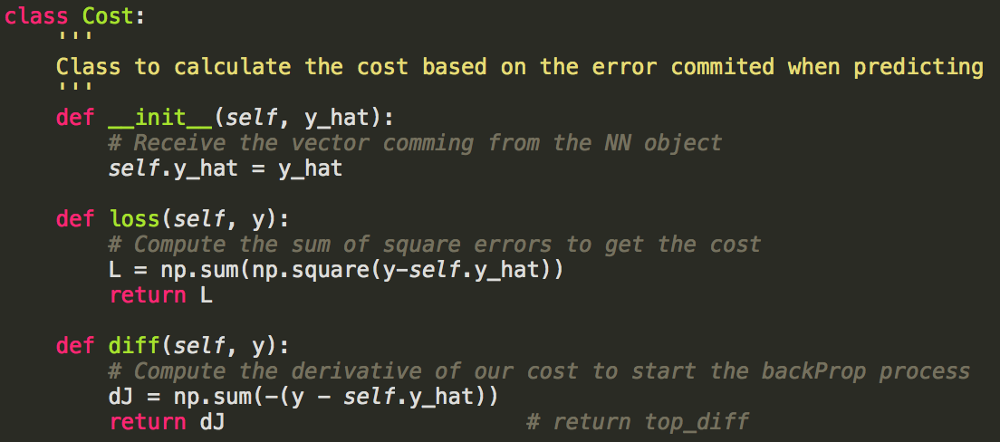 class Cost:
    '''
    Class to calculate the cost based on the error commited when predicting
    '''
    def __init__(self, y_hat):
        # Receive the vector comming from the NN object
        self.y_hat = y_hat

    def loss(self, y):
        # Compute the sum of square errors to get the cost
        L = np.sum(np.square(y-self.y_hat))
        return L

    def diff(self, y):
        # Compute the derivative of our cost to start the backProp process
        dJ = np.sum(-(y - self.y_hat))
        return dJ                       # return top_diff